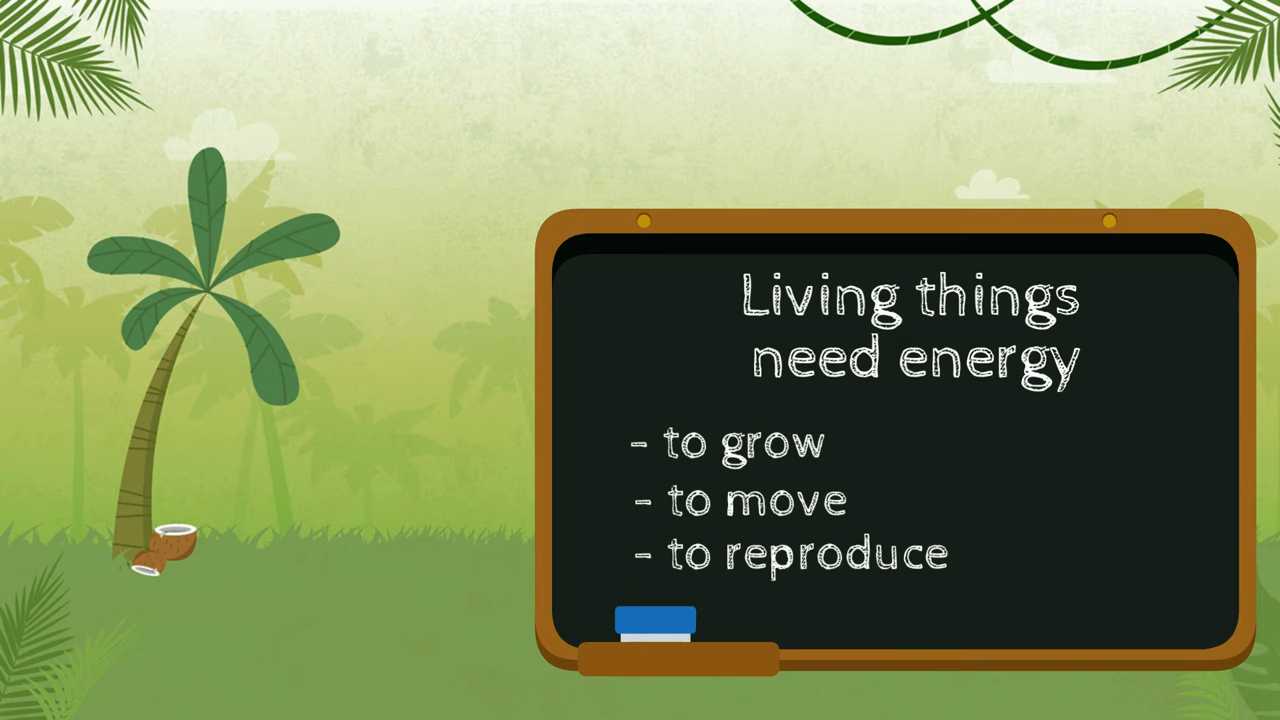 Living things
need energy
- to grow
- to move
- to reproduce